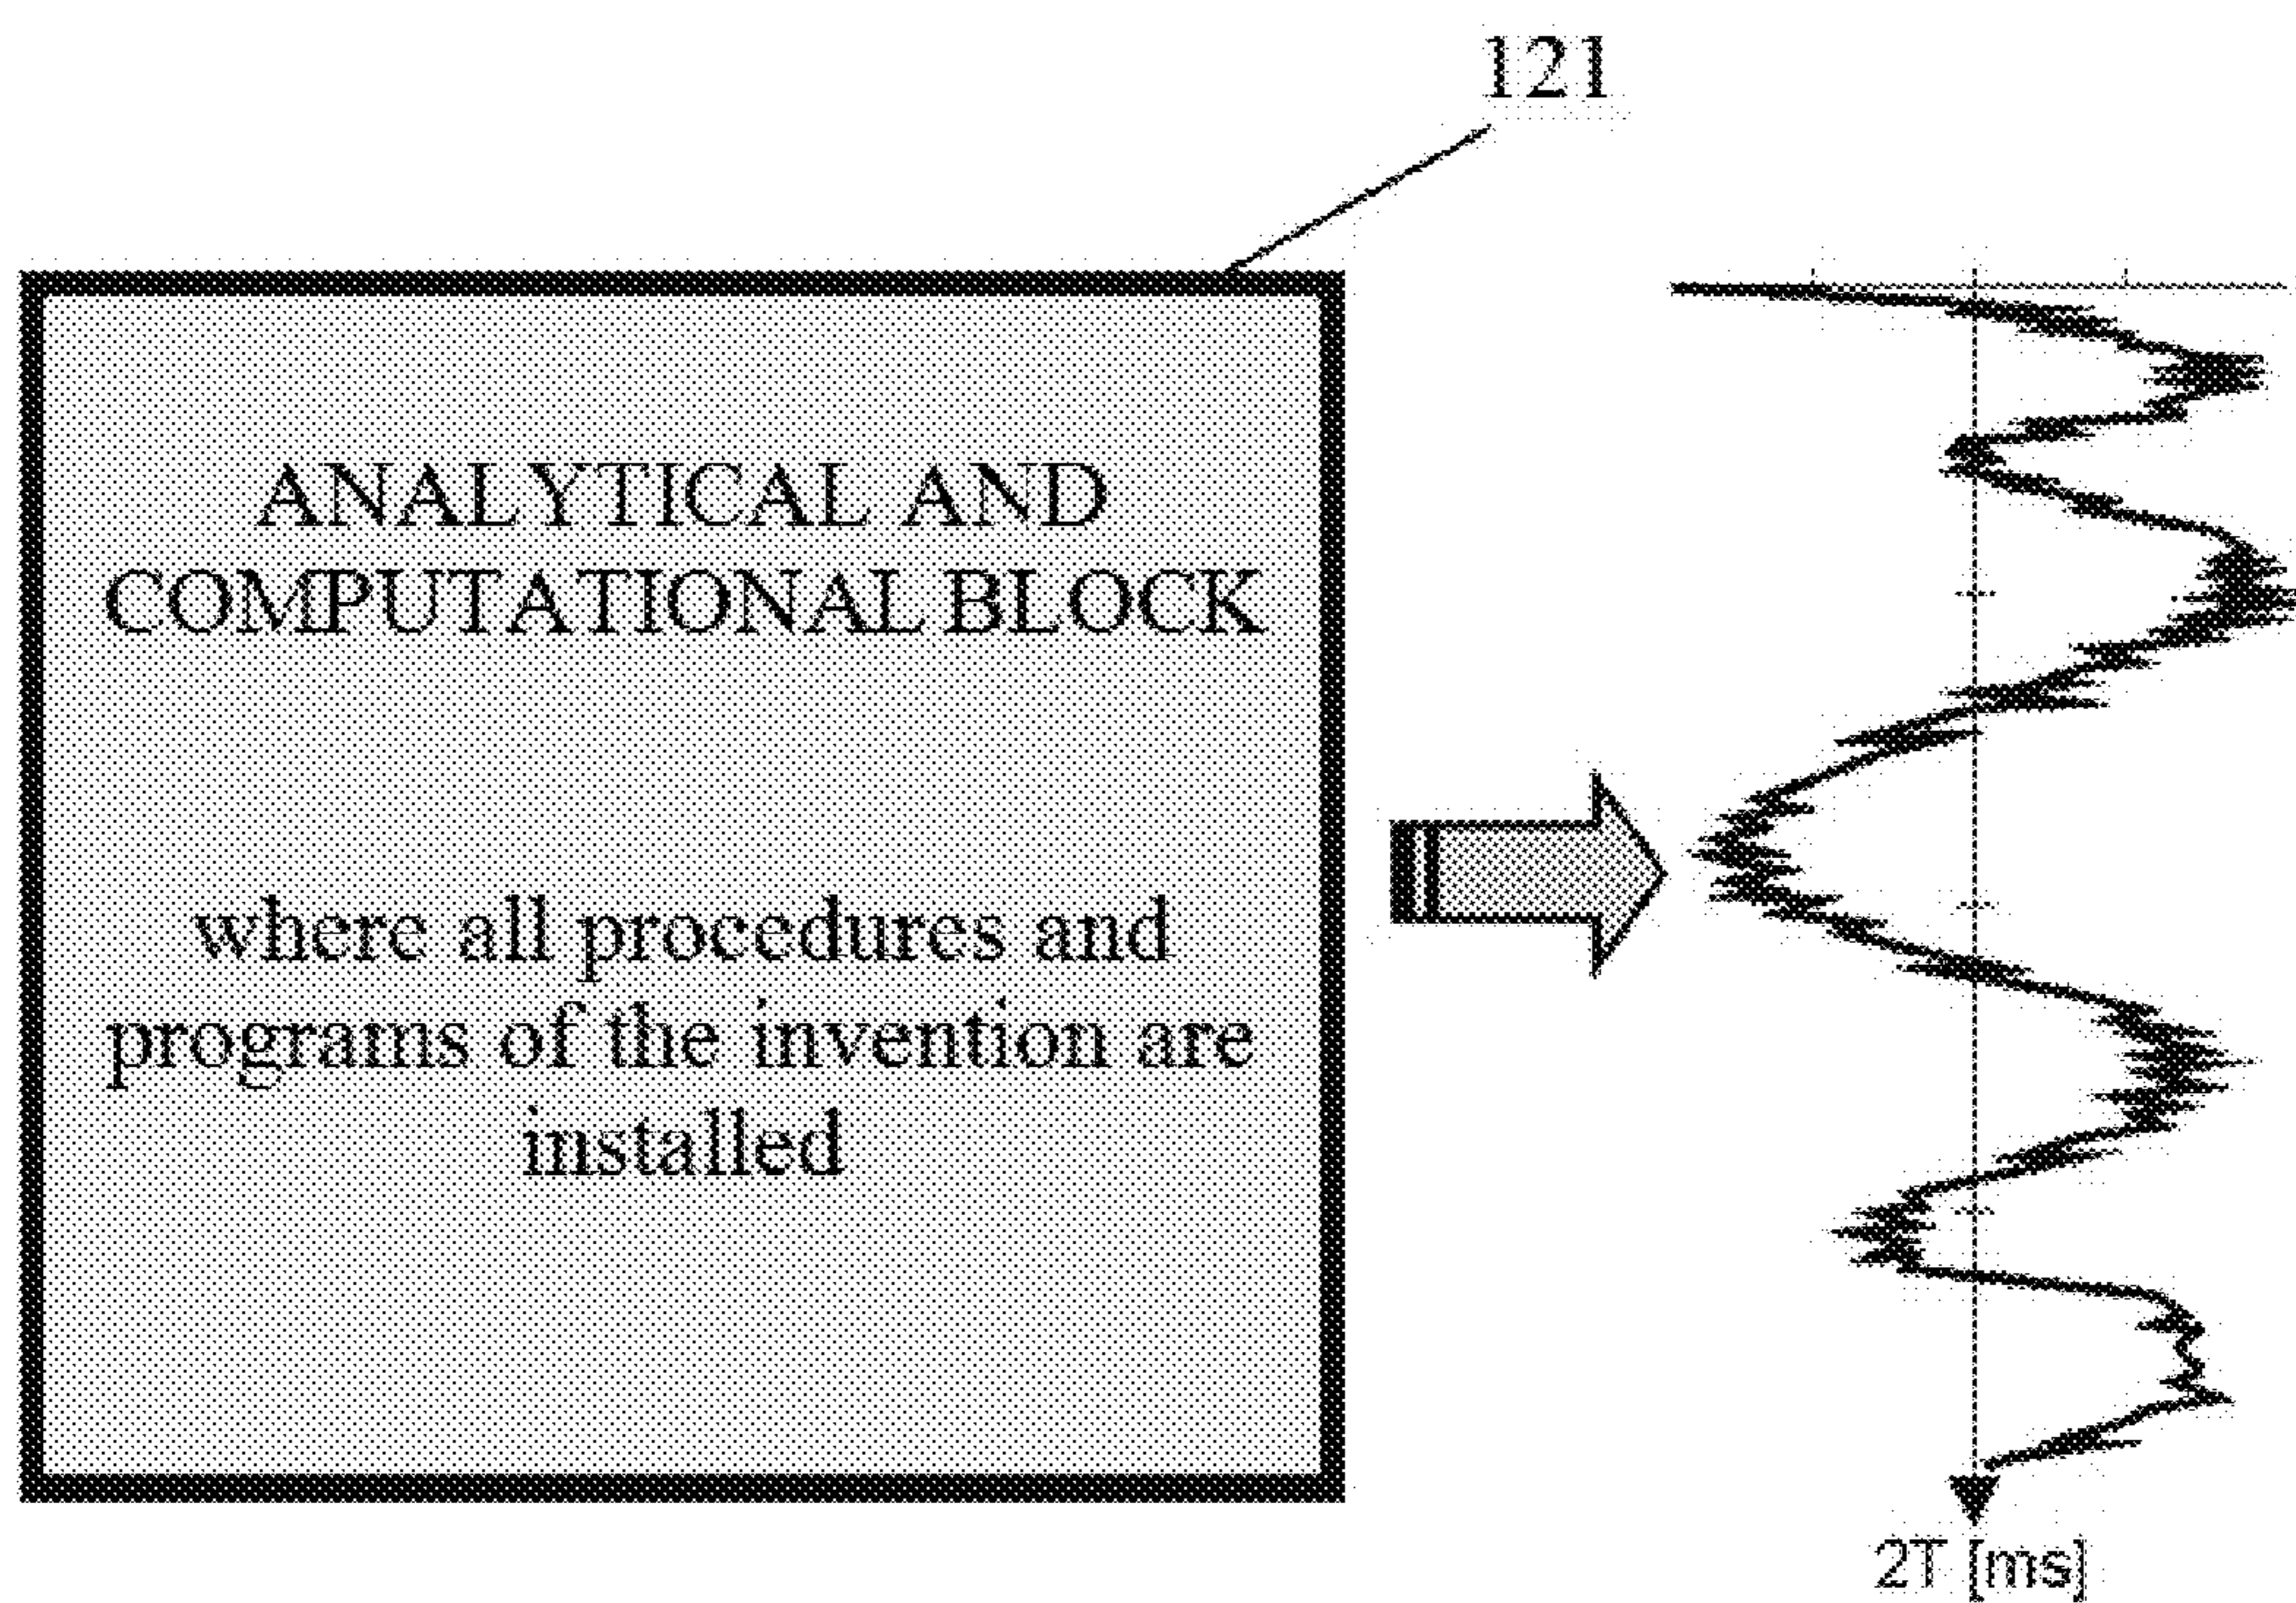 121
ANALYTICAL AND
COMPUTATIONAL BLOCK
where all procedures and
programs of the invention are
installed
2T [ms]